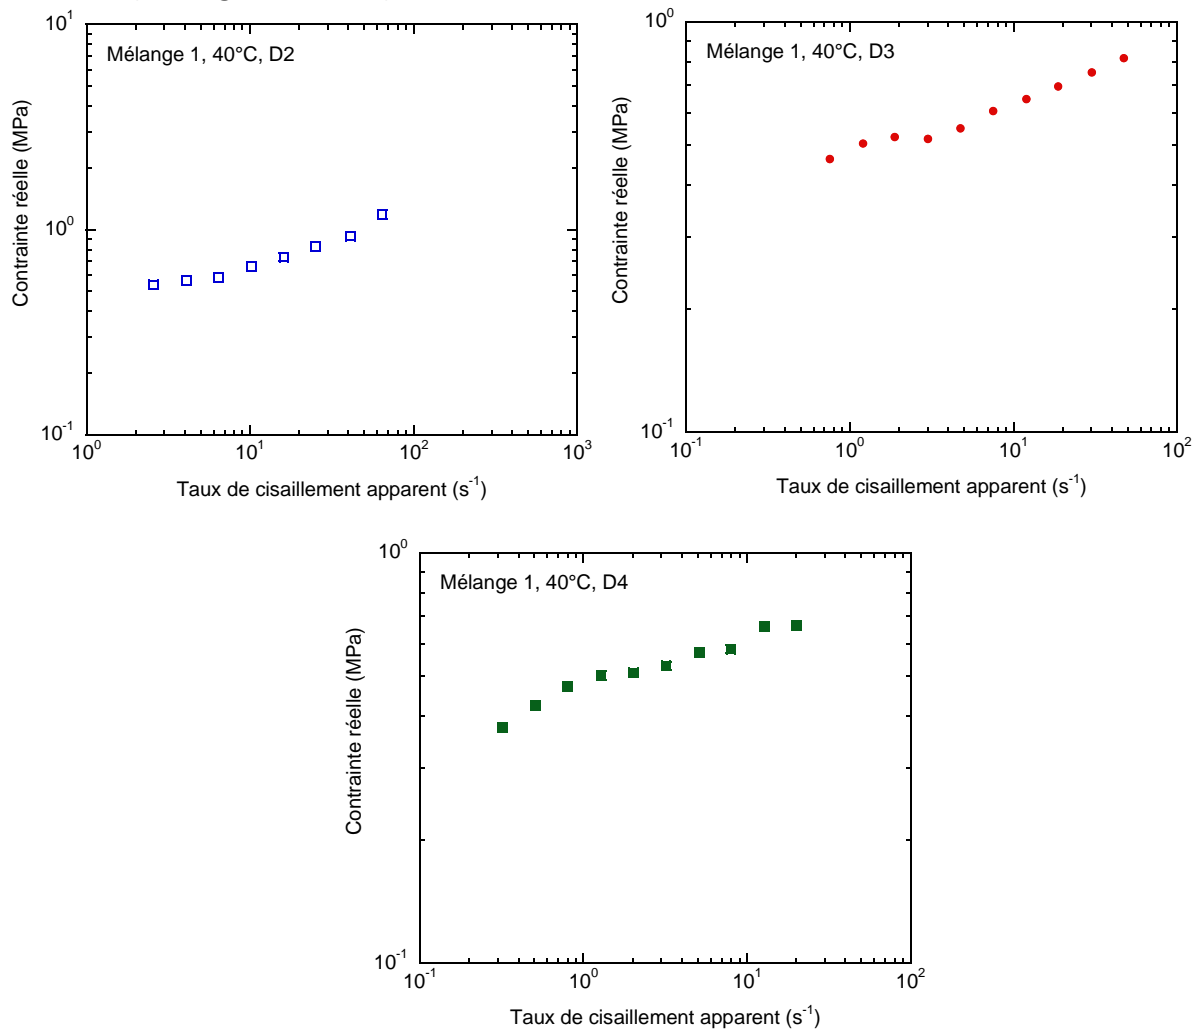 Mélange 1, 40°C, D2
Contrainte réelle (MPa)
10^1
10^0
10^-1
10^0 10^1 10^2 10^3
Taux de cisaillement apparent (s^-1)
Mélange 1, 40°C, D3
Contrainte réelle (MPa)
10^0
10^-1
10^-1 10^0 10^1 10^2
Taux de cisaillement apparent (s^-1)
Mélange 1, 40°C, D4
Contrainte réelle (MPa)
10^0
10^-1
10^-1 10^0 10^1 10^2
Taux de cisaillement apparent (s^-1)